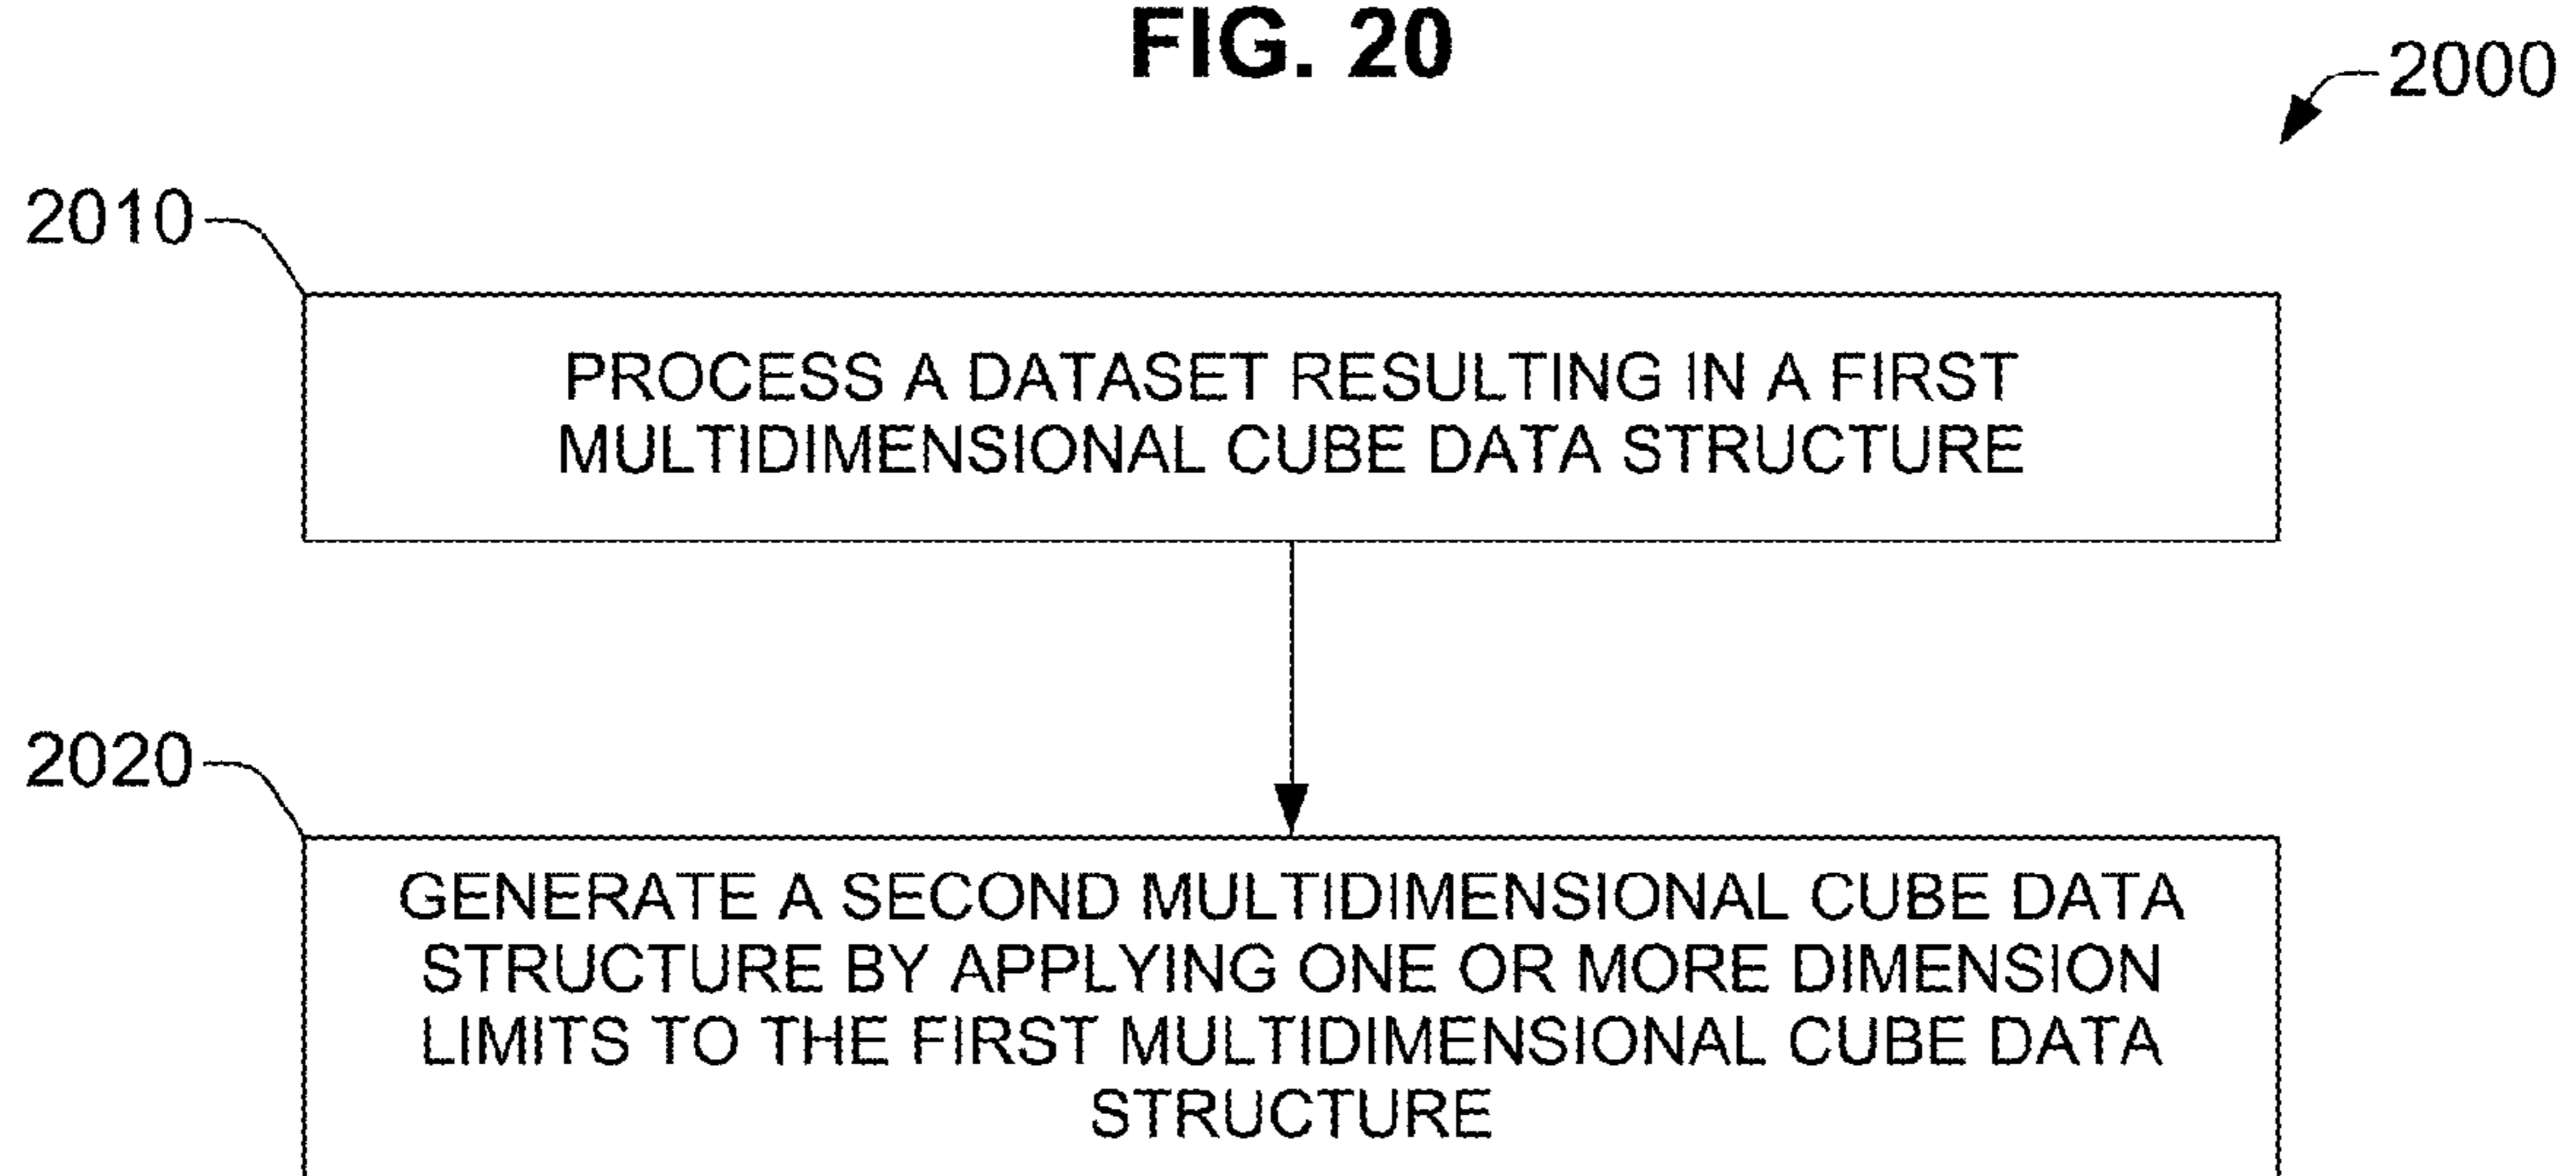 FIG. 20
2000
2010
PROCESS A DATASET RESULTING IN A FIRST
MULTIDIMENSIONAL CUBE DATA STRUCTURE
2020
GENERATE A SECOND MULTIDIMENSIONAL CUBE DATA
STRUCTURE BY APPLYING ONE OR MORE DIMENSION
LIMITS TO THE FIRST MULTIDIMENSIONAL CUBE DATA
STRUCTURE